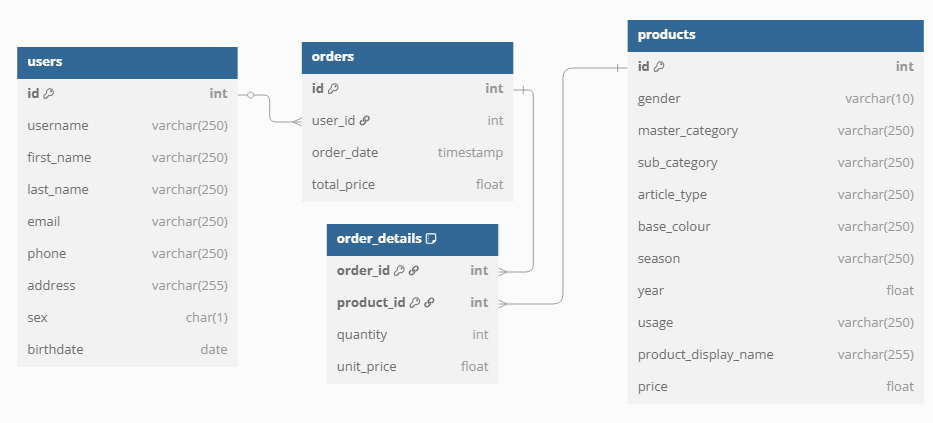 users
id int
username varchar(250)
first_name varchar(250)
last_name varchar(250)
email varchar(250)
phone varchar(250)
address varchar(255)
sex char(1)
birthdate date
orders
id int
user_id int
order_date timestamp
total_price float
order_details
order_id int
product_id int
quantity int
unit_price float
products
id int
gender varchar(10)
master_category varchar(250)
sub_category varchar(250)
article_type varchar(250)
base_colour varchar(250)
season varchar(250)
year float
usage varchar(250)
product_display_name varchar(255)
price float